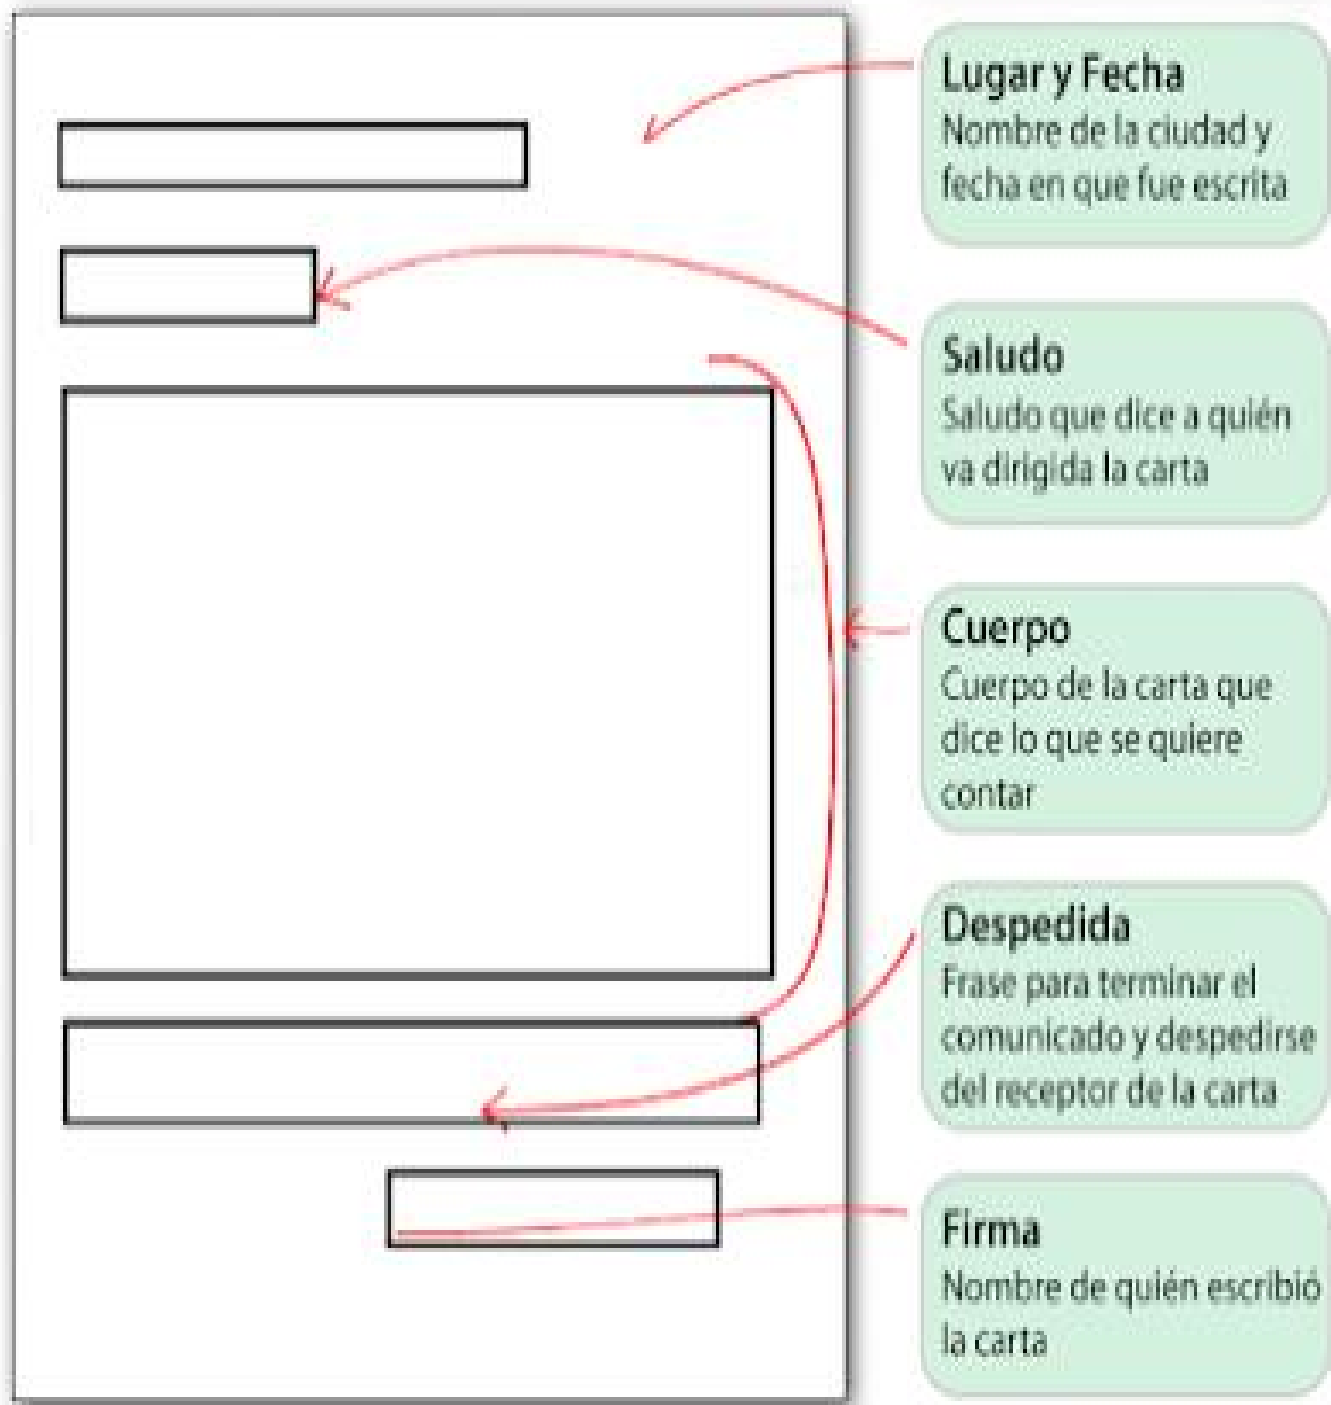 Lugar y Fecha
Nombre de la ciudad y
fecha en que fue escrita
Saludo
Saludo que dice a quién
va dirigida la carta
Cuerpo
Cuerpo de la carta que
dice lo que se quiere
contar
Despedida
Frase para terminar el
comunicado y despedirse
del receptor de la carta
Firma
Nombre de quién escribió
la carta